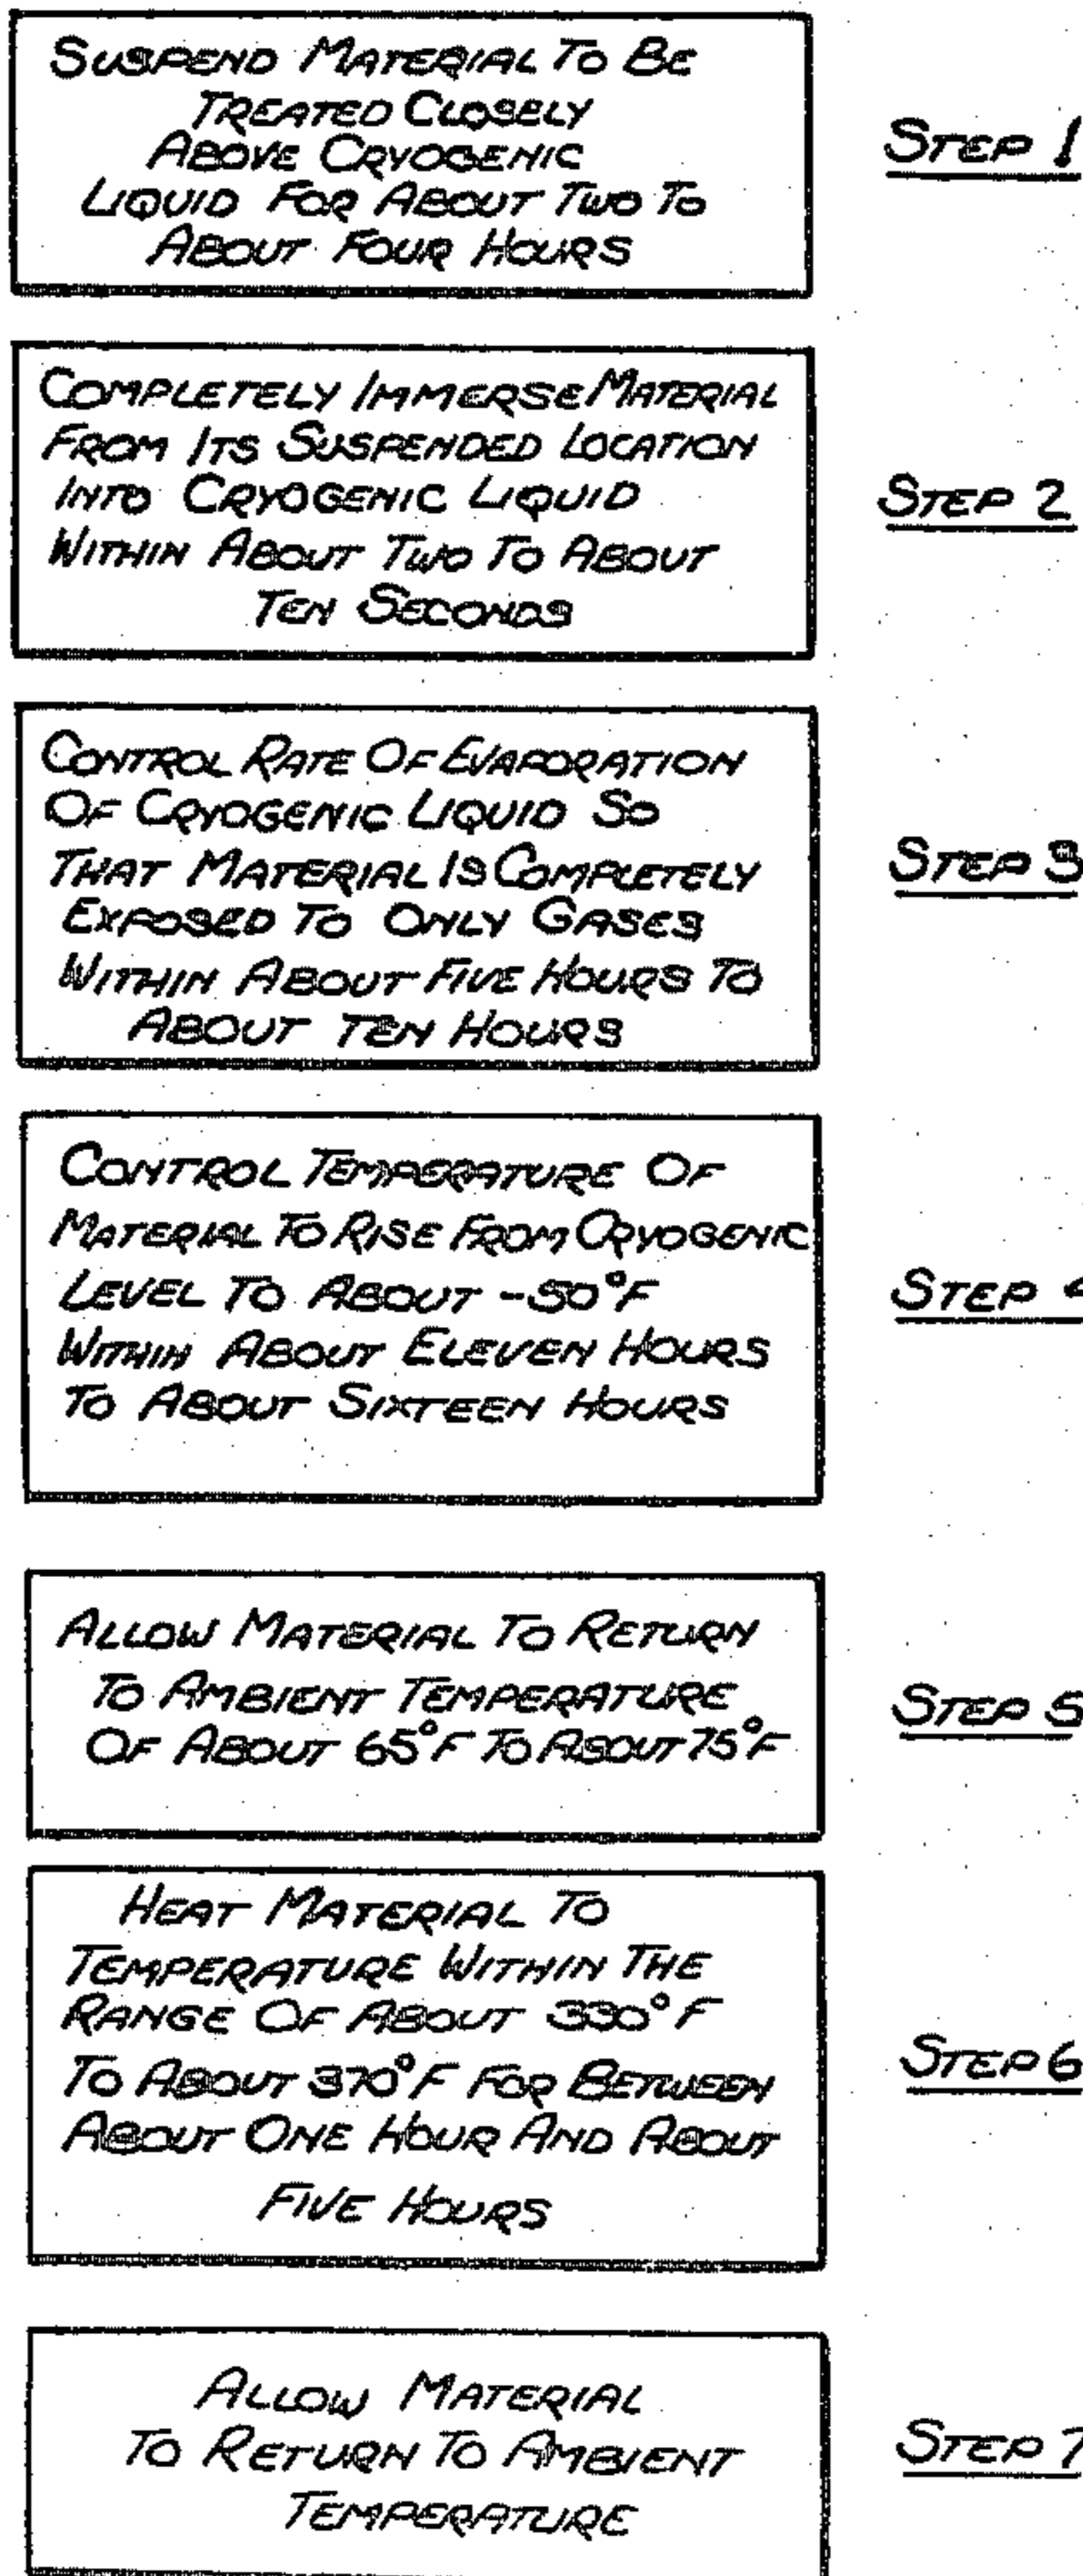 SUSPEND MATERIAL TO BE
TREATED CLOSELY
ABOVE CRYOGENIC
LIQUID FOR ABOUT TWO TO
ABOUT FOUR HOURS
STEP 1
COMPLETELY IMMERSE MATERIAL
FROM ITS SUSPENDED LOCATION
INTO CRYOGENIC LIQUID
WITHIN ABOUT TWO TO ABOUT
TEN SECONDS
STEP 2
CONTROL RATE OF EVAPORATION
OF CRYOGENIC LIQUID SO
THAT MATERIAL IS COMPLETELY
EXPOSED TO ONLY GASES
WITHIN ABOUT FIVE HOURS TO
ABOUT TEN HOURS
STEP 3
CONTROL TEMPERATURE OF
MATERIAL TO RISE FROM CRYOGENIC
LEVEL TO ABOUT -50°F
WITHIN ABOUT ELEVEN HOURS
TO ABOUT SIXTEEN HOURS
STEP 4
ALLOW MATERIAL TO RETURN
TO AMBIENT TEMPERATURE
OF ABOUT 65°F TO ABOUT 75°F
STEP 5
HEAT MATERIAL TO
TEMPERATURE WITHIN THE
RANGE OF ABOUT 330°F
TO ABOUT 370°F FOR BETWEEN
ABOUT ONE HOUR AND ABOUT
FIVE HOURS
STEP 6
ALLOW MATERIAL
TO RETURN TO AMBIENT
TEMPERATURE
STEP 7